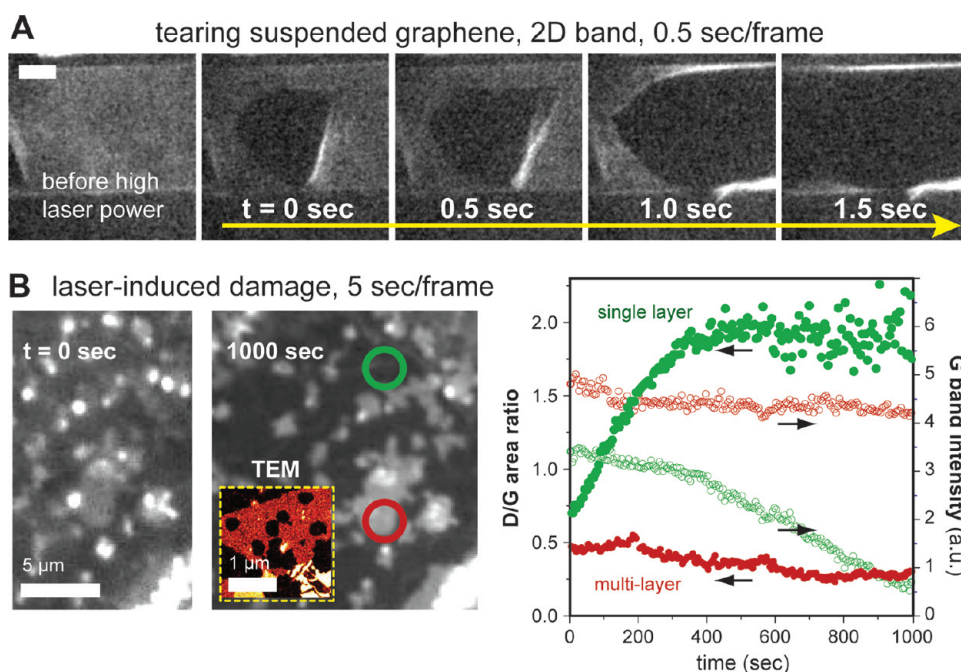 A tearing suspended graphene, 2D band, 0.5 sec/frame
before high
laser power
t = 0 sec
0.5 sec
1.0 sec
1.5 sec
B laser-induced damage, 5 sec/frame
t = 0 sec
5 µm
1000 sec
TEM
1 µm
D/G area ratio
2.0
1.5
1.0
0.5
0.0
single layer
multi-layer
6
5
4
3
2
1
0
G band intensity (a.u.)
0 200 400 600 800 1000
time (sec)